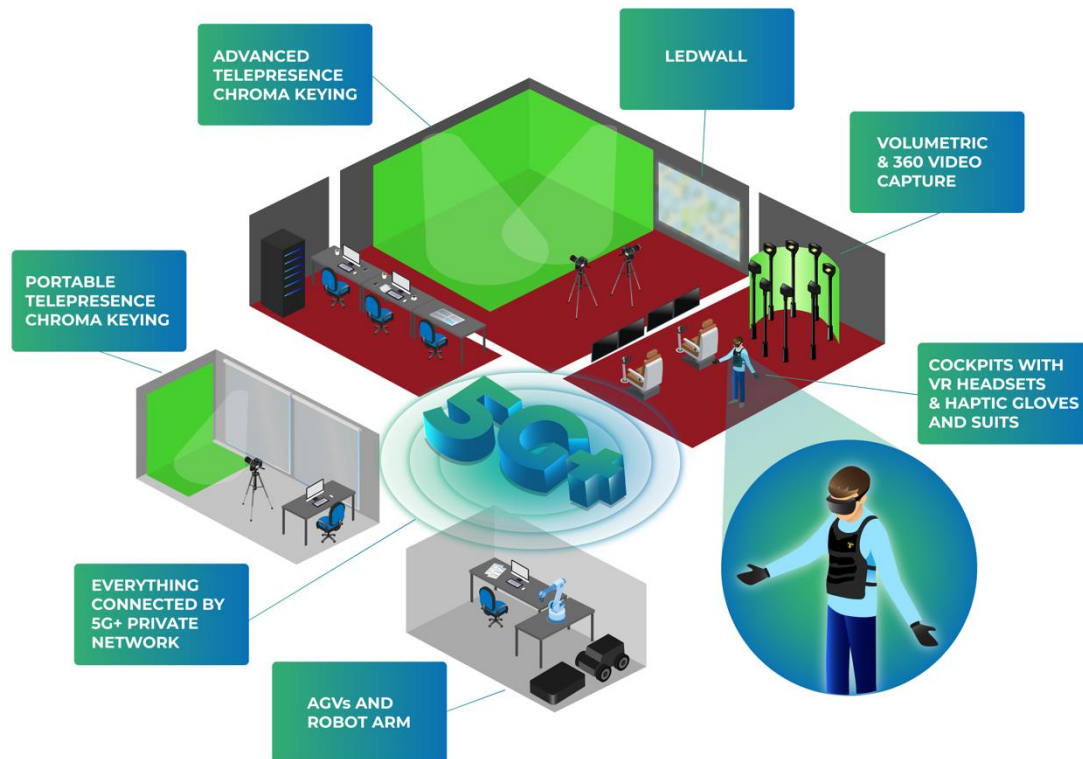 ADVANCED
TELEPRESENCE
CHROMA KEYING
LEDWALL
VOLUMETRIC
& 360 VIDEO
CAPTURE
PORTABLE
TELEPRESENCE
CHROMA KEYING
COCKPITS WITH
VR HEADSETS
& HAPTIC GLOVES
AND SUITS
5G+
EVERYTHING
CONNECTED BY
5G+ PRIVATE
NETWORK
AGVs AND
ROBOT ARM